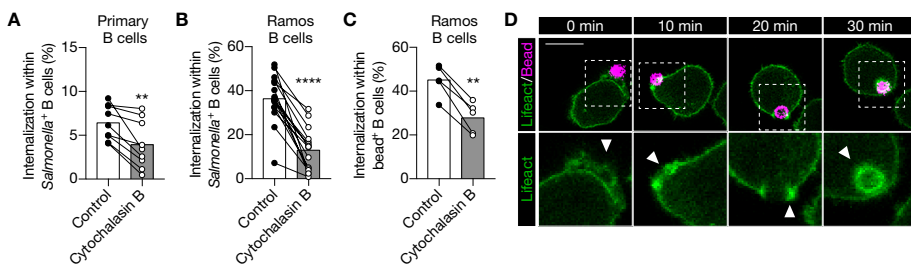 A
Primary
B cells
Internalization within
Salmonella⁺ B cells (%)
15
10
5
0
**
Control
Cytochalasin B
B
Ramos
B cells
Internalization within
Salmonella⁺ B cells (%)
60
40
20
0
****
Control
Cytochalasin B
C
Ramos
B cells
Internalization within
bead⁺ B cells (%)
60
40
20
0
**
Control
Cytochalasin B
D
0 min
10 min
20 min
30 min
Lifeact/Bead
Lifeact